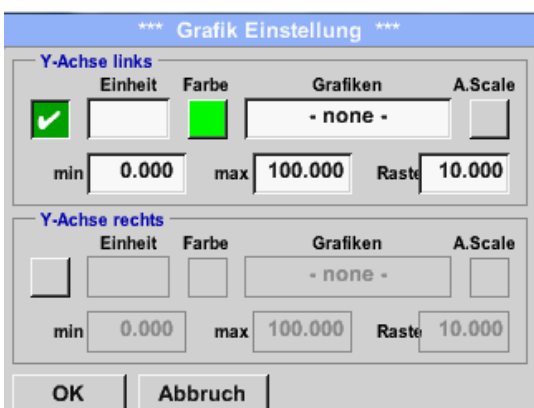 *** Grafik Einstellung ***
Y-Achse links
Einheit Farbe Grafiken A.Scale
- none -
min 0.000 max 100.000 Raste 10.000
Y-Achse rechts
Einheit Farbe Grafiken A.Scale
- none -
min 0.000 max 100.000 Raste 10.000
OK Abbruch